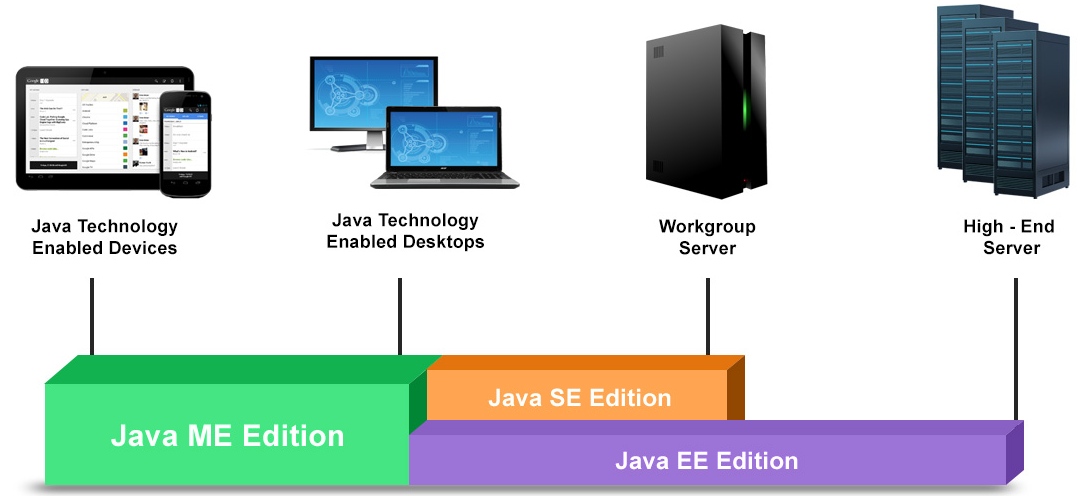 Java Technology
Enabled Devices
Java Technology
Enabled Desktops
Workgroup
Server
High - End
Server
Java SE Edition
Java ME Edition
Java EE Edition